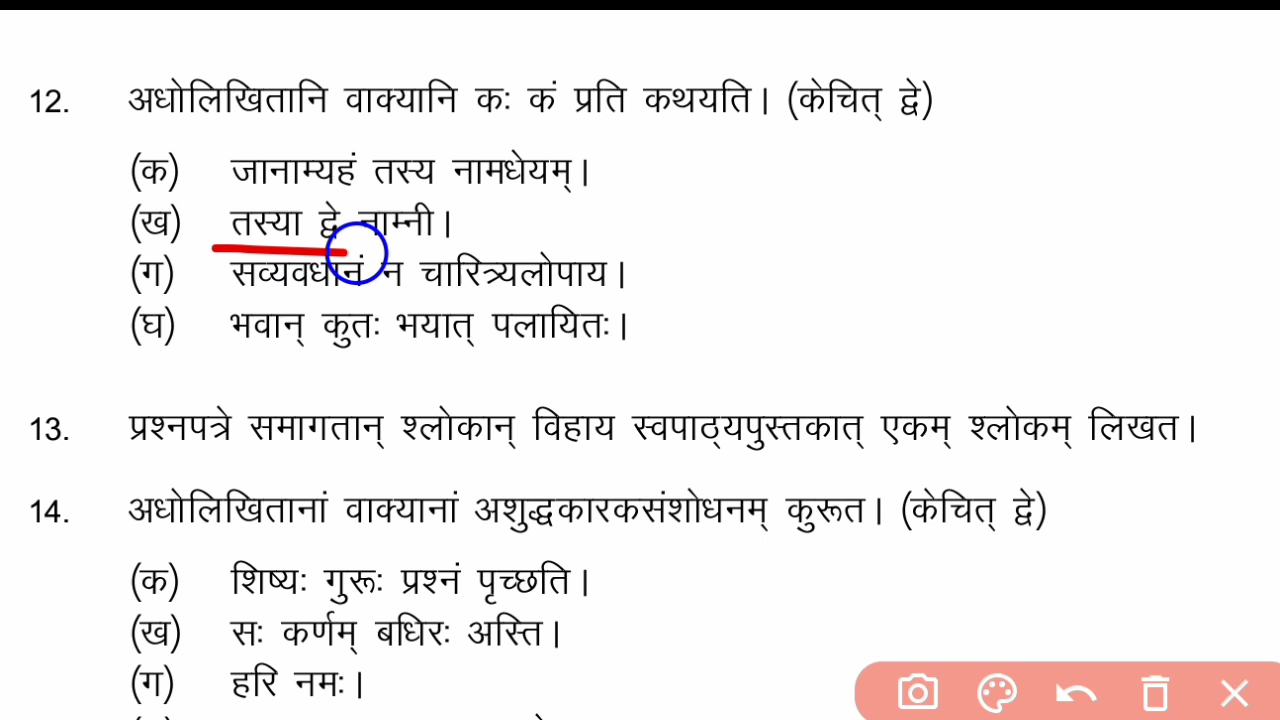 12. अधोलिखितानि वाक्यानि कः कं प्रति कथयति। (केचित् द्वे)
(क) जानाम्यहं तस्य नामधेयम्।
(ख) तस्या द्वे नाम्नी।
(ग) सव्यवधानं न चारित्र्यलोपाय।
(घ) भवान् कुतः भयात् पलायितः।
13. प्रश्नपत्रे समागतान् श्लोकान् विहाय स्वपाठ्यपुस्तकात् एकम् श्लोकम् लिखत।
14. अधोलिखितानां वाक्यानां अशुद्धकारकसंशोधनम् कुरूत। (केचित् द्वे)
(क) शिष्यः गुरूः प्रश्नं पृच्छति।
(ख) सः कर्णम् बधिरः अस्ति।
(ग) हरि नमः।